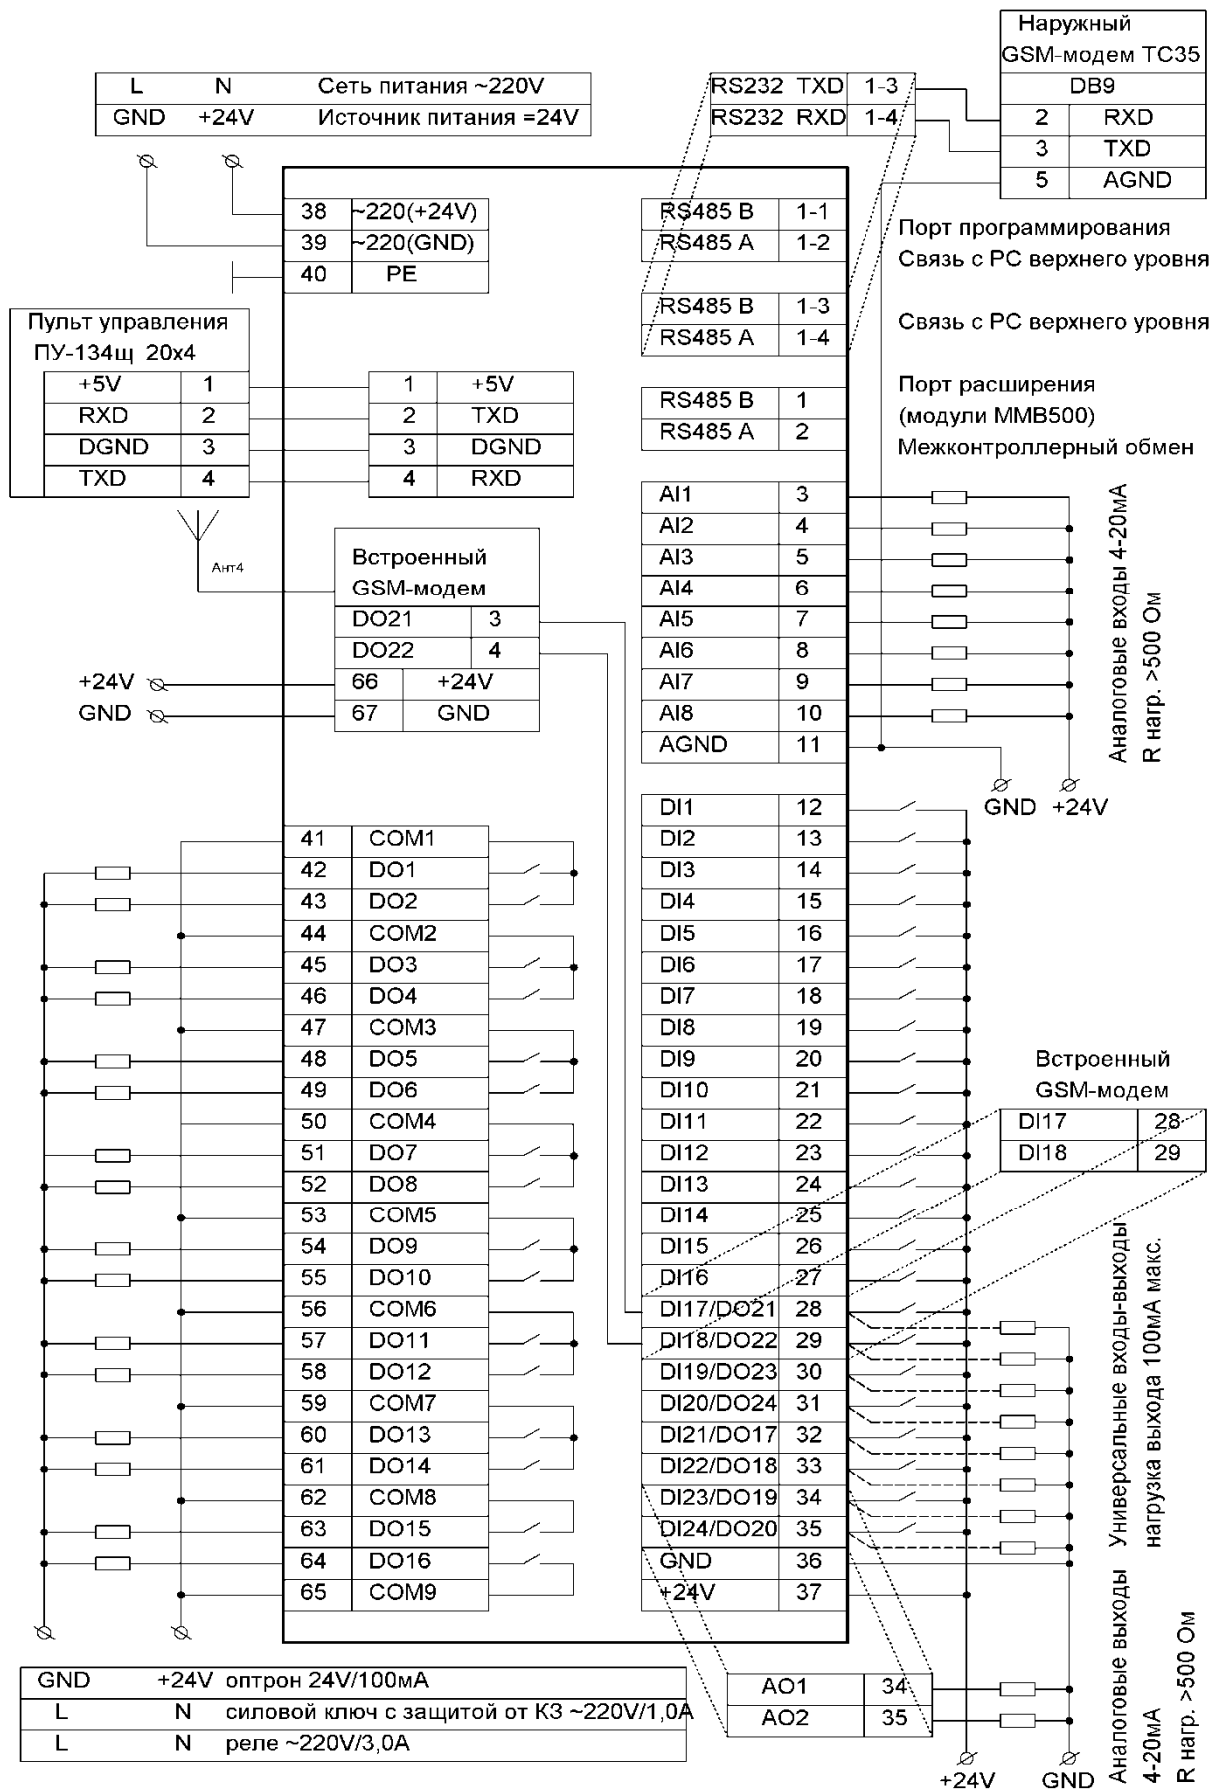 Наружный
GSM-модем TC35
DB9
2 RXD
3 TXD
5 AGND
L N Сеть питания ~220V
GND +24V Источник питания =24V
RS232 TXD 1-3
RS232 RXD 1-4
38 ~220(+24V)
39 ~220(GND)
40 PE
RS485 B 1-1
RS485 A 1-2
Порт программирования
Связь с РС верхнего уровня
RS485 B 1-3
RS485 A 1-4
Связь с РС верхнего уровня
Пульт управления
ПУ-134щ 20x4
+5V 1
RXD 2
DGND 3
TXD 4
1 +5V
2 TXD
3 DGND
4 RXD
RS485 B 1
RS485 A 2
Порт расширения
(модули ММВ500)
Межконтроллерный обмен
Ант4
Встроенный
GSM-модем
DO21 3
DO22 4
66 +24V
67 GND
+24V
GND
AI1 3
AI2 4
AI3 5
AI4 6
AI5 7
AI6 8
AI7 9
AI8 10
AGND 11
Аналоговые входы 4-20мА
R нагр. >500 Ом
GND +24V
41 COM1
42 DO1
43 DO2
44 COM2
45 DO3
46 DO4
47 COM3
48 DO5
49 DO6
50 COM4
51 DO7
52 DO8
53 COM5
54 DO9
55 DO10
56 COM6
57 DO11
58 DO12
59 COM7
60 DO13
61 DO14
62 COM8
63 DO15
64 DO16
65 COM9
DI1 12
DI2 13
DI3 14
DI4 15
DI5 16
DI6 17
DI7 18
DI8 19
DI9 20
DI10 21
DI11 22
DI12 23
DI13 24
DI14 25
DI15 26
DI16 27
DI17/DO21 28
DI18/DO22 29
DI19/DO23 30
DI20/DO24 31
DI21/DO17 32
DI22/DO18 33
DI23/DO19 34
DI24/DO20 35
GND 36
+24V 37
Встроенный
GSM-модем
DI17 28
DI18 29
Универсальные входы-выходы
нагрузка выхода 100мА макс.
GND +24V оптрон 24V/100мА
L N силовой ключ с защитой от КЗ ~220V/1,0А
L N реле ~220V/3,0А
AO1 34
AO2 35
Аналоговые выходы
4-20мА
R нагр. >500 Ом
+24V GND